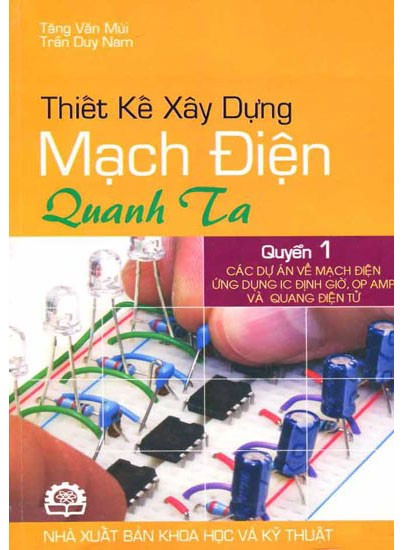 Tăng Văn Mùi
Trần Duy Nam
Thiết Kế Xây Dựng
Mạch Điện
Quanh Ta
Quyển 1
CÁC DỰ ÁN VỀ MẠCH ĐIỆN
ỨNG DỤNG IC ĐỊNH GIỜ, OP AMP
VÀ QUANG ĐIỆN TỬ
NHÀ XUẤT BẢN KHOA HỌC VÀ KỸ THUẬT